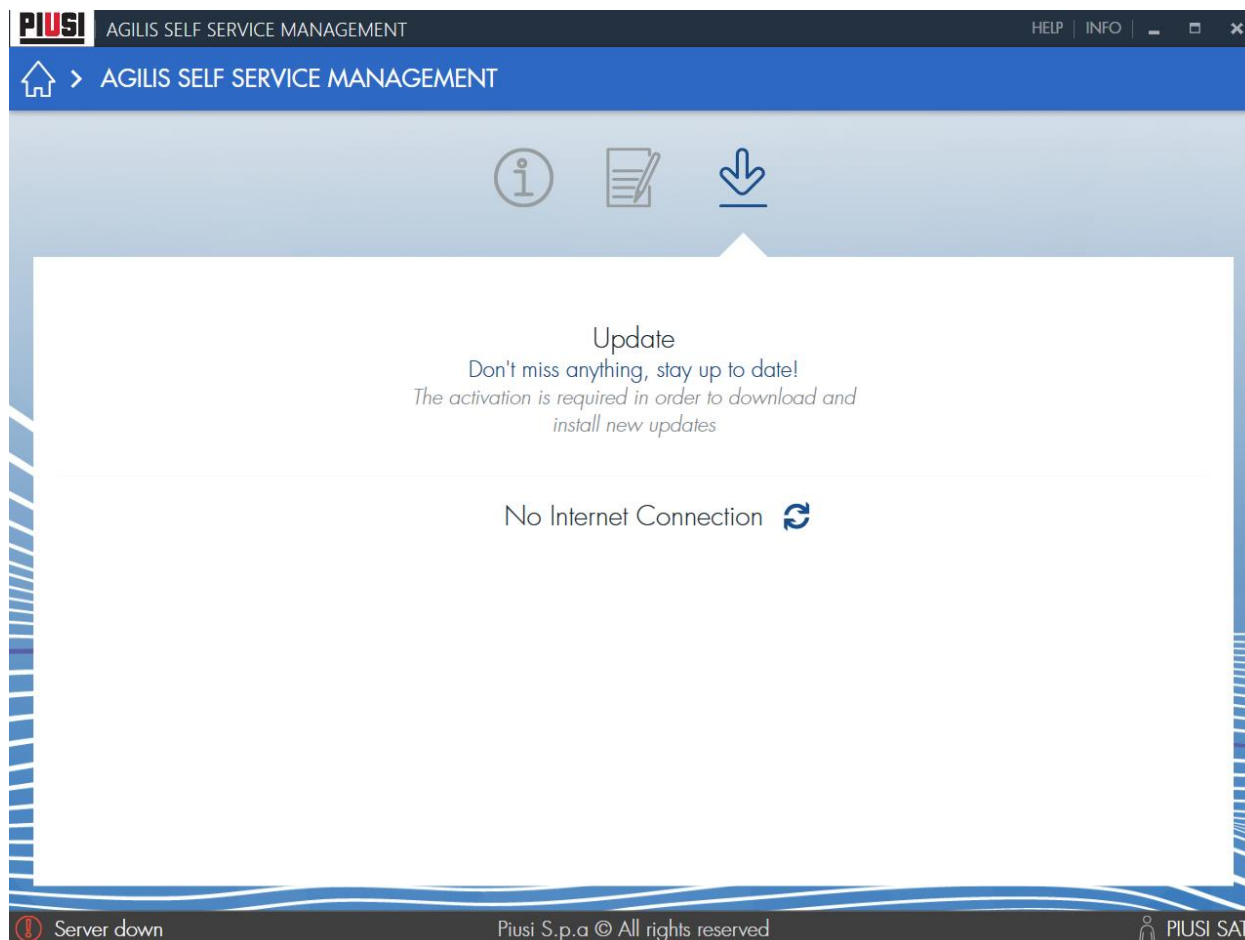 PIUSI AGILIS SELF SERVICE MANAGEMENT HELP INFO
AGILIS SELF SERVICE MANAGEMENT
Update
Don't miss anything, stay up to date!
The activation is required in order to download and
install new updates
No Internet Connection
Server down Piusi S.p.a © All rights reserved PIUSI SAT